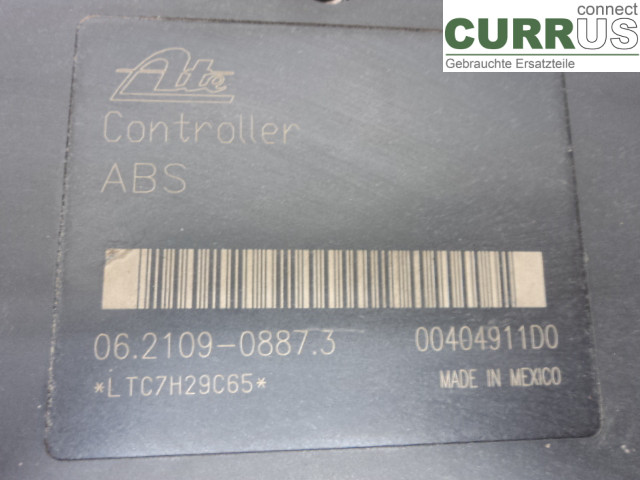 connect
CURRUS
Gebrauchte Ersatzteile
Ate
Controller
ABS
06.2109-0887.3 00404911D0
*LTC7H29C65* MADE IN MEXICO